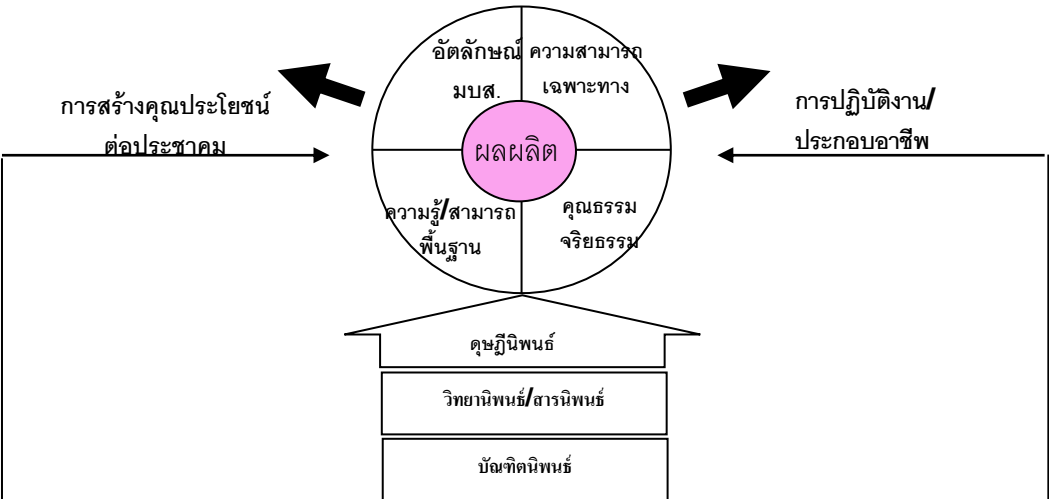 อัตลักษณ์
มบส.
ความสามารถ
เฉพาะทาง
การสร้างคุณประโยชน์
ต่อประชาคม
การปฏิบัติงาน/
ประกอบอาชีพ
ผลผลิต
ความรู้/สามารถ
พื้นฐาน
คุณธรรม
จริยธรรม
ดุษฎีนิพนธ์
วิทยานิพนธ์/สารนิพนธ์
บัณฑิตนิพนธ์